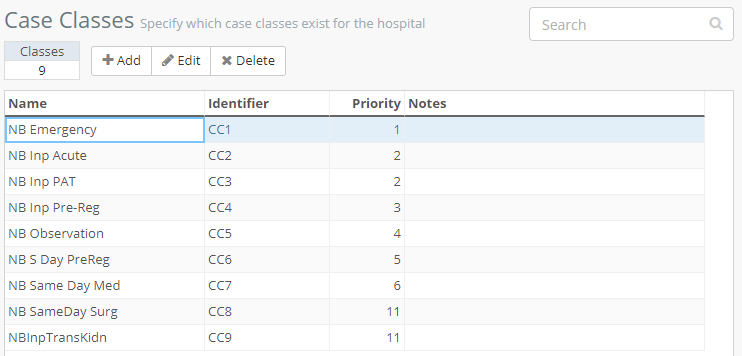 Case Classes Specify which case classes exist for the hospital
Search
Classes
9
Add Edit Delete
Name Identifier Priority Notes
NB Emergency CC1 1
NB Inp Acute CC2 2
NB Inp PAT CC3 2
NB Inp Pre-Reg CC4 3
NB Observation CC5 4
NB S Day PreReg CC6 5
NB Same Day Med CC7 6
NB SameDay Surg CC8 11
NBInpTransKidn CC9 11